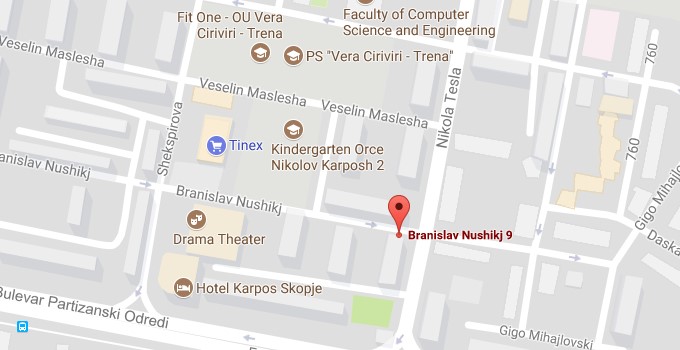 Faculty of Computer
Science and Engineering
Fit One - OU Vera
Ciriviri - Trena
PS "Vera Ciriviri - Trena"
760
Veselin Maslesha
Veselin Maslesha
Veselin Maslesha
Nikola Tesla
Shekspirova
Tinex
Kindergarten Orce
Nikolov Karposh 2
760
anislav Nushikj
Branislav Nushikj
Gigo Mihajlo
Drama Theater
Branislav Nushikj 9
Daska
Hotel Karpos Skopje
Bulevar Partizanski Odredi
Gigo Mihajlovski